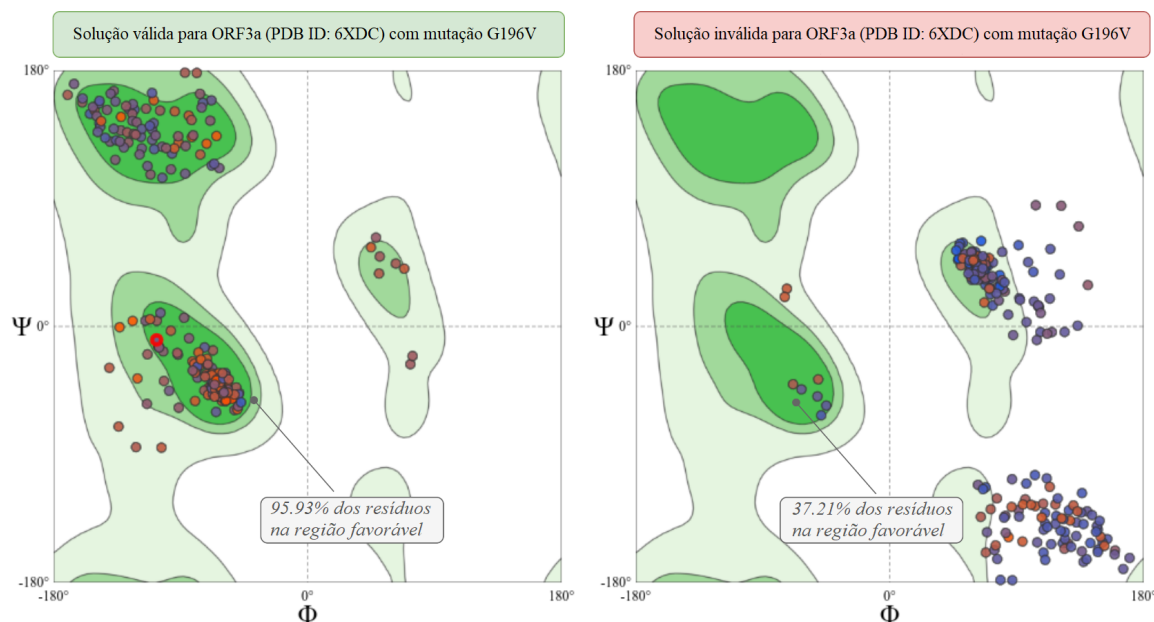 Solução válida para ORF3a (PDB ID: 6XDC) com mutação G196V
Solução inválida para ORF3a (PDB ID: 6XDC) com mutação G196V
180°
Ψ
0°
-180°
-180°
0°
180°
Φ
95.93% dos resíduos
na região favorável
180°
Ψ
0°
-180°
-180°
0°
180°
Φ
37.21% dos resíduos
na região favorável